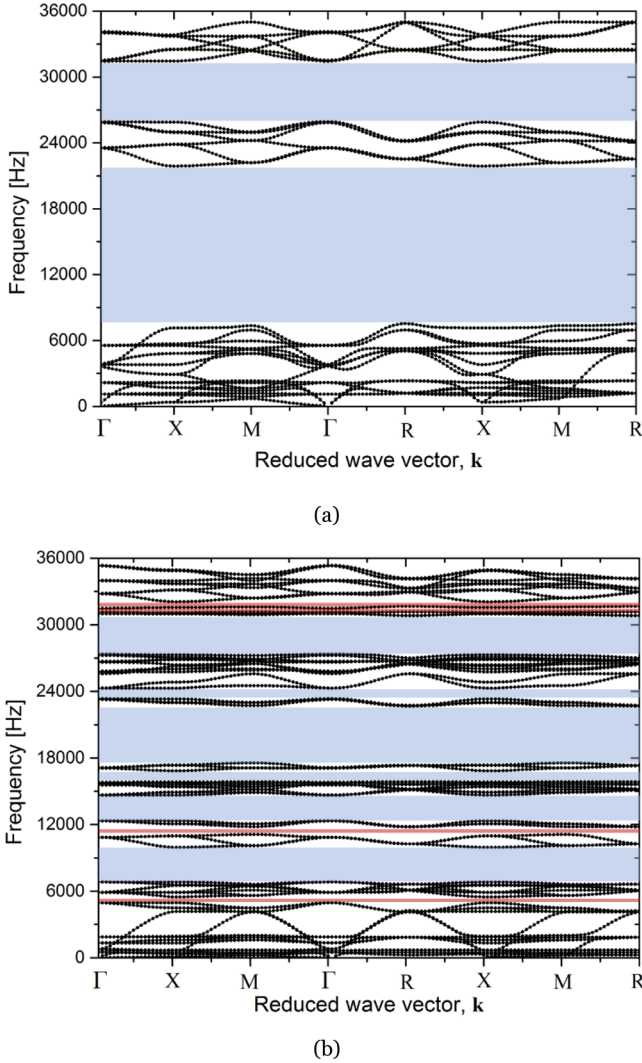 36000
30000
24000
18000
12000
6000
0
Frequency [Hz]
Γ X M Γ R X M R
Reduced wave vector, k
(a)
36000
30000
24000
18000
12000
6000
0
Frequency [Hz]
Γ X M Γ R X M R
Reduced wave vector, k
(b)